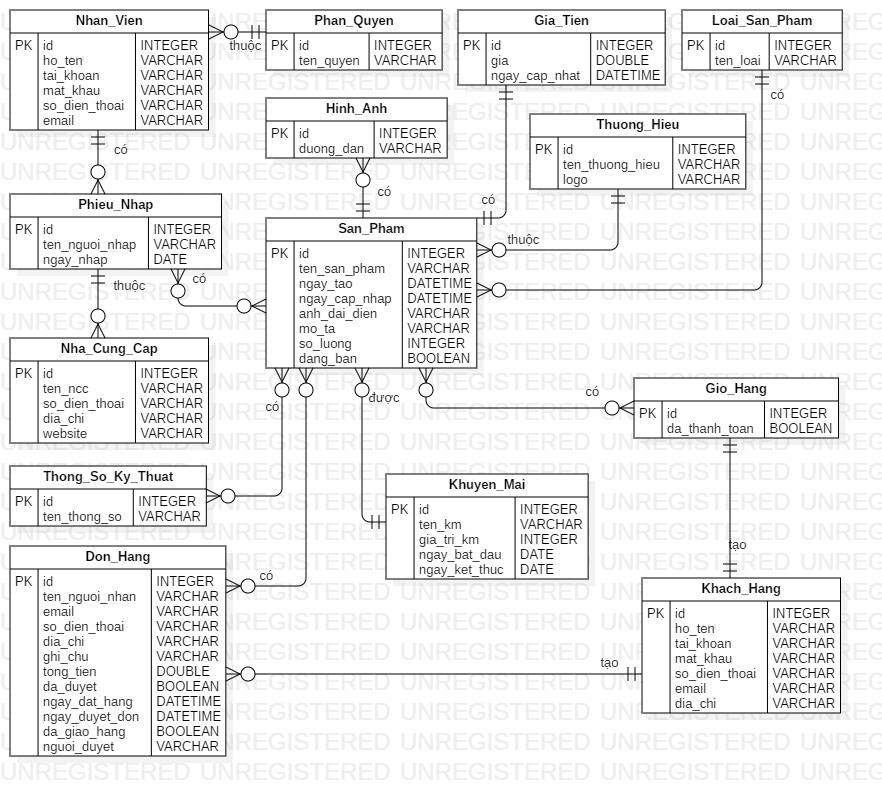 Nhan_Vien
PK id INTEGER
ho_ten VARCHAR
tai_khoan VARCHAR
mat_khau VARCHAR
so_dien_thoai VARCHAR
email VARCHAR
thuộc
Phan_Quyen
PK id INTEGER
ten_quyen VARCHAR
Gia_Tien
PK id INTEGER
gia DOUBLE
ngay_cap_nhat DATETIME
Loai_San_Pham
PK id INTEGER
ten_loai VARCHAR
có
Hinh_Anh
PK id INTEGER
duong_dan VARCHAR
có
Thuong_Hieu
PK id INTEGER
ten_thuong_hieu VARCHAR
logo VARCHAR
có
có
thuộc
Phieu_Nhap
PK id INTEGER
ten_nguoi_nhap VARCHAR
ngay_nhap DATE
thuộc
có
San_Pham
PK id INTEGER
ten_san_pham VARCHAR
ngay_tao DATETIME
ngay_cap_nhap DATETIME
anh_dai_dien VARCHAR
mo_ta VARCHAR
so_luong INTEGER
dang_ban BOOLEAN
Nha_Cung_Cap
PK id INTEGER
ten_ncc VARCHAR
so_dien_thoai VARCHAR
dia_chi VARCHAR
website VARCHAR
có
được
có
Gio_Hang
PK id INTEGER
da_thanh_toan BOOLEAN
Thong_So_Ky_Thuat
PK id INTEGER
ten_thong_so VARCHAR
Khuyen_Mai
PK id INTEGER
ten_km VARCHAR
gia_tri_km INTEGER
ngay_bat_dau DATE
ngay_ket_thuc DATE
tạo
Don_Hang
PK id INTEGER
ten_nguoi_nhan VARCHAR
email VARCHAR
so_dien_thoai VARCHAR
dia_chi VARCHAR
ghi_chu VARCHAR
tong_tien DOUBLE
da_duyet BOOLEAN
ngay_dat_hang DATETIME
ngay_duyet_don DATETIME
da_giao_hang BOOLEAN
nguoi_duyet VARCHAR
có
tạo
Khach_Hang
PK id INTEGER
ho_ten VARCHAR
tai_khoan VARCHAR
mat_khau VARCHAR
so_dien_thoai VARCHAR
email VARCHAR
dia_chi VARCHAR
UNREGISTERED UNREGISTERED UNREGISTERED UNREGISTERED